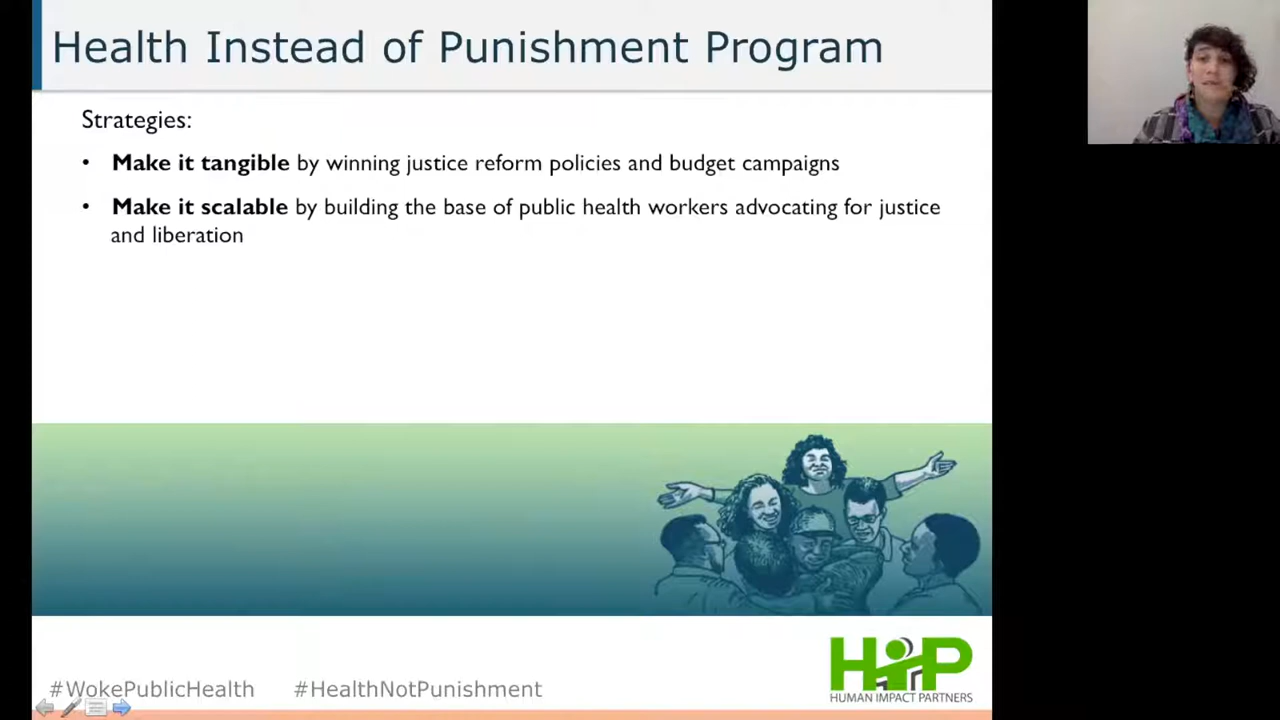 Health Instead of Punishment Program
Strategies:
• Make it tangible by winning justice reform policies and budget campaigns
• Make it scalable by building the base of public health workers advocating for justice
and liberation
HIP
HUMAN IMPACT PARTNERS
#WokePublicHealth #HealthNotPunishment